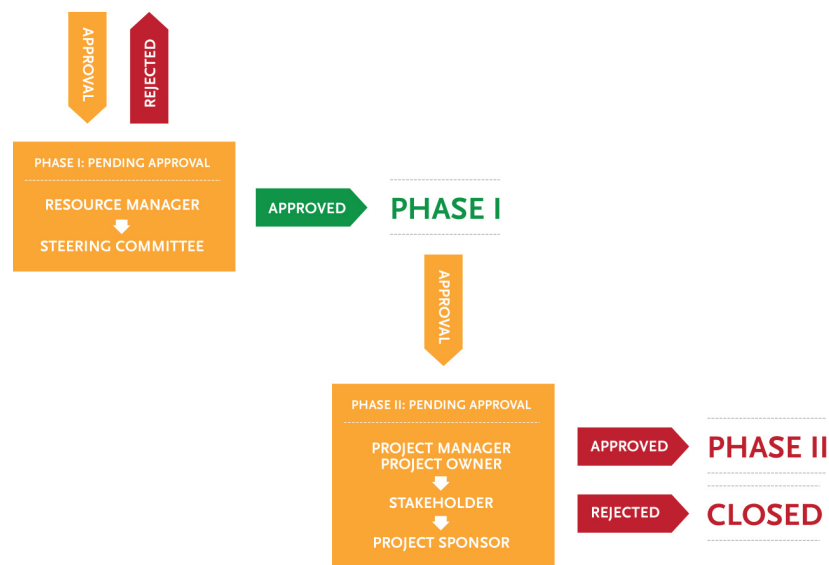 APPROVAL
REJECTED
PHASE I: PENDING APPROVAL
RESOURCE MANAGER
STEERING COMMITTEE
APPROVED
PHASE I
APPROVAL
PHASE II: PENDING APPROVAL
PROJECT MANAGER
PROJECT OWNER
STAKEHOLDER
PROJECT SPONSOR
APPROVED
PHASE II
REJECTED
CLOSED